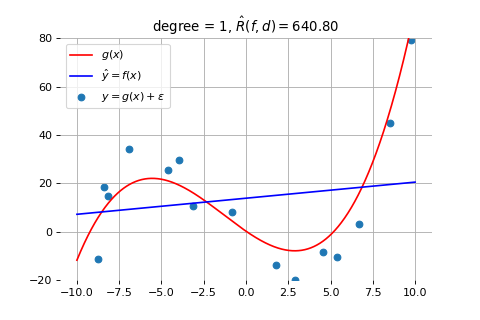 degree = 1, R̂(f, d) = 640.80
g(x)
ŷ = f(x)
y = g(x) + ε
80
60
40
20
0
−20
−10.0 −7.5 −5.0 −2.5 0.0 2.5 5.0 7.5 10.0